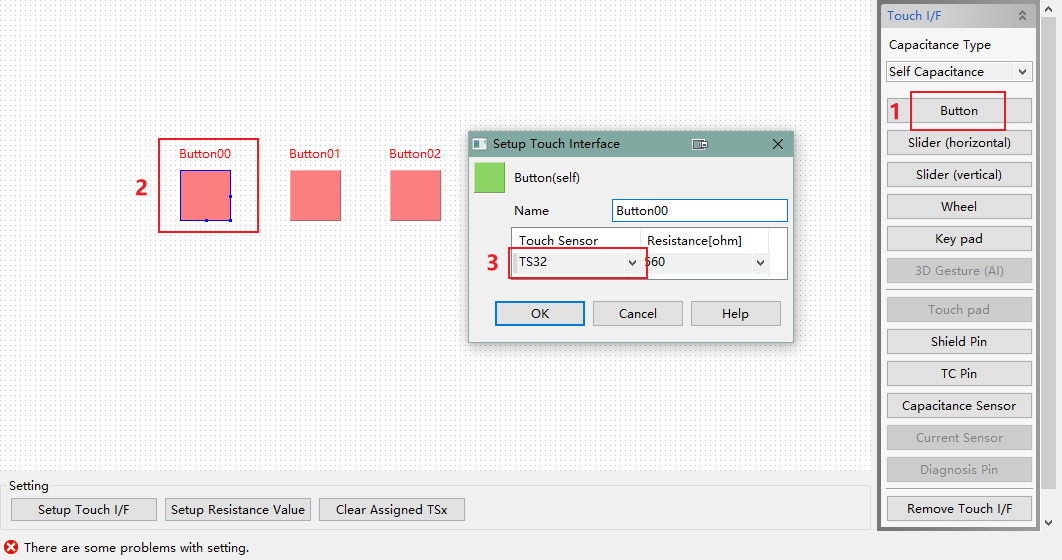 Touch I/F
Capacitance Type
Self Capacitance
1
Button
Slider (horizontal)
Slider (vertical)
Wheel
Key pad
3D Gesture (AI)
Touch pad
Shield Pin
TC Pin
Capacitance Sensor
Current Sensor
Diagnosis Pin
Remove Touch I/F
Button00
Button01
Button02
2
Setup Touch Interface
Button(self)
Name
Button00
Touch Sensor
Resistance[ohm]
3
TS32
560
OK
Cancel
Help
Setting
Setup Touch I/F
Setup Resistance Value
Clear Assigned TSx
There are some problems with setting.